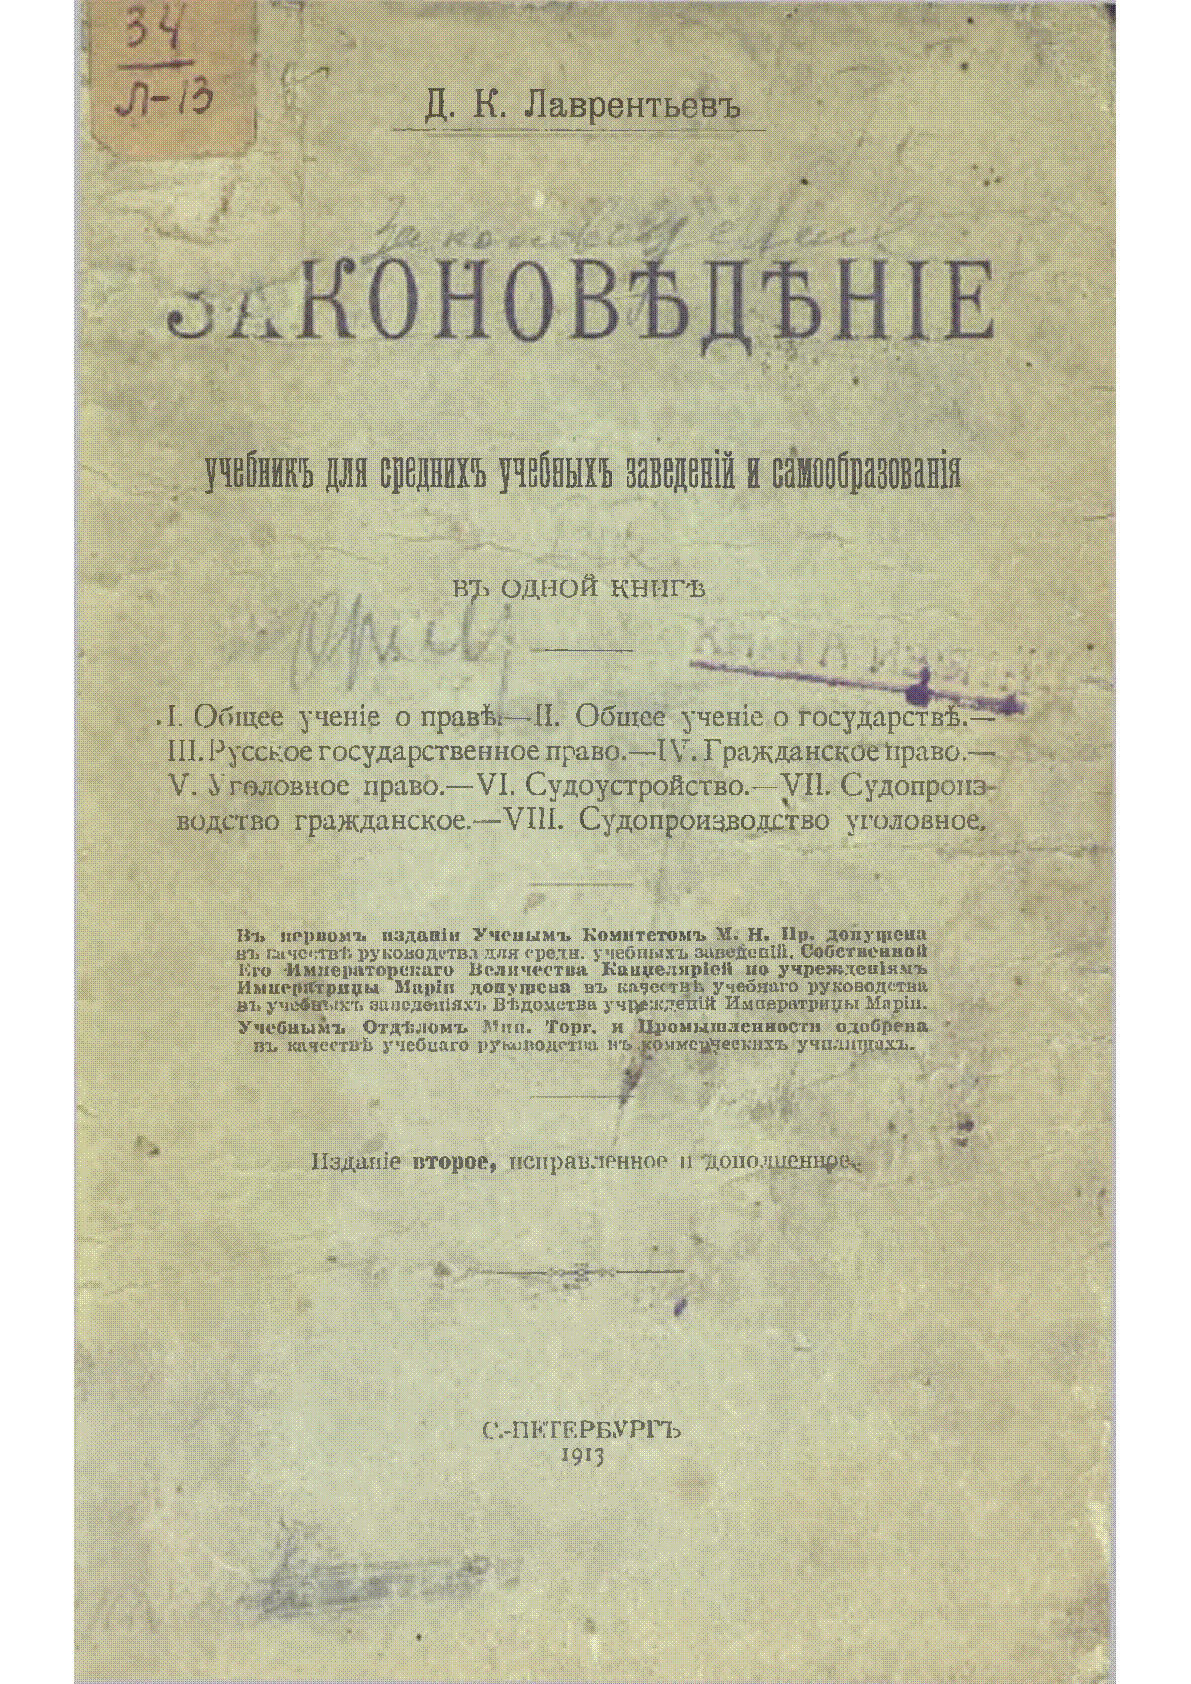 34
Л-13
Д. К. Лаврентьевъ
Законоведение
ЗАКОНОВѢДѢНІЕ
учебникъ для среднихъ учебныхъ заведеній и самообразованія
ВЪ ОДНОЙ КНИГѢ
I. Общее ученіе о правѣ.—II. Общее ученіе о государствѣ.—
III. Русское государственное право.—IV. Гражданское право.—
V. Уголовное право.—VI. Судоустройство.—VII. Судопроиз-
водство гражданское.—VIII. Судопроизводство уголовное.
Въ первомъ изданіи Ученымъ Комитетомъ М. Н. Пр. допущена
въ качествѣ руководства для средн. учебныхъ заведеній. Собственной
Его Императорскаго Величества Канцеляріей по учрежденіямъ
Императрицы Маріи допущена въ качествѣ учебнаго руководства
въ учебныхъ заведеніяхъ Вѣдомства учрежденій Императрицы Маріи.
Учебнымъ Отдѣломъ Мин. Торг. и Промышленности одобрена
въ качествѣ учебнаго руководства въ коммерческихъ училищахъ.
Изданіе второе, исправленное и дополненное.
С.-ПЕТЕРБУРГЪ
1913